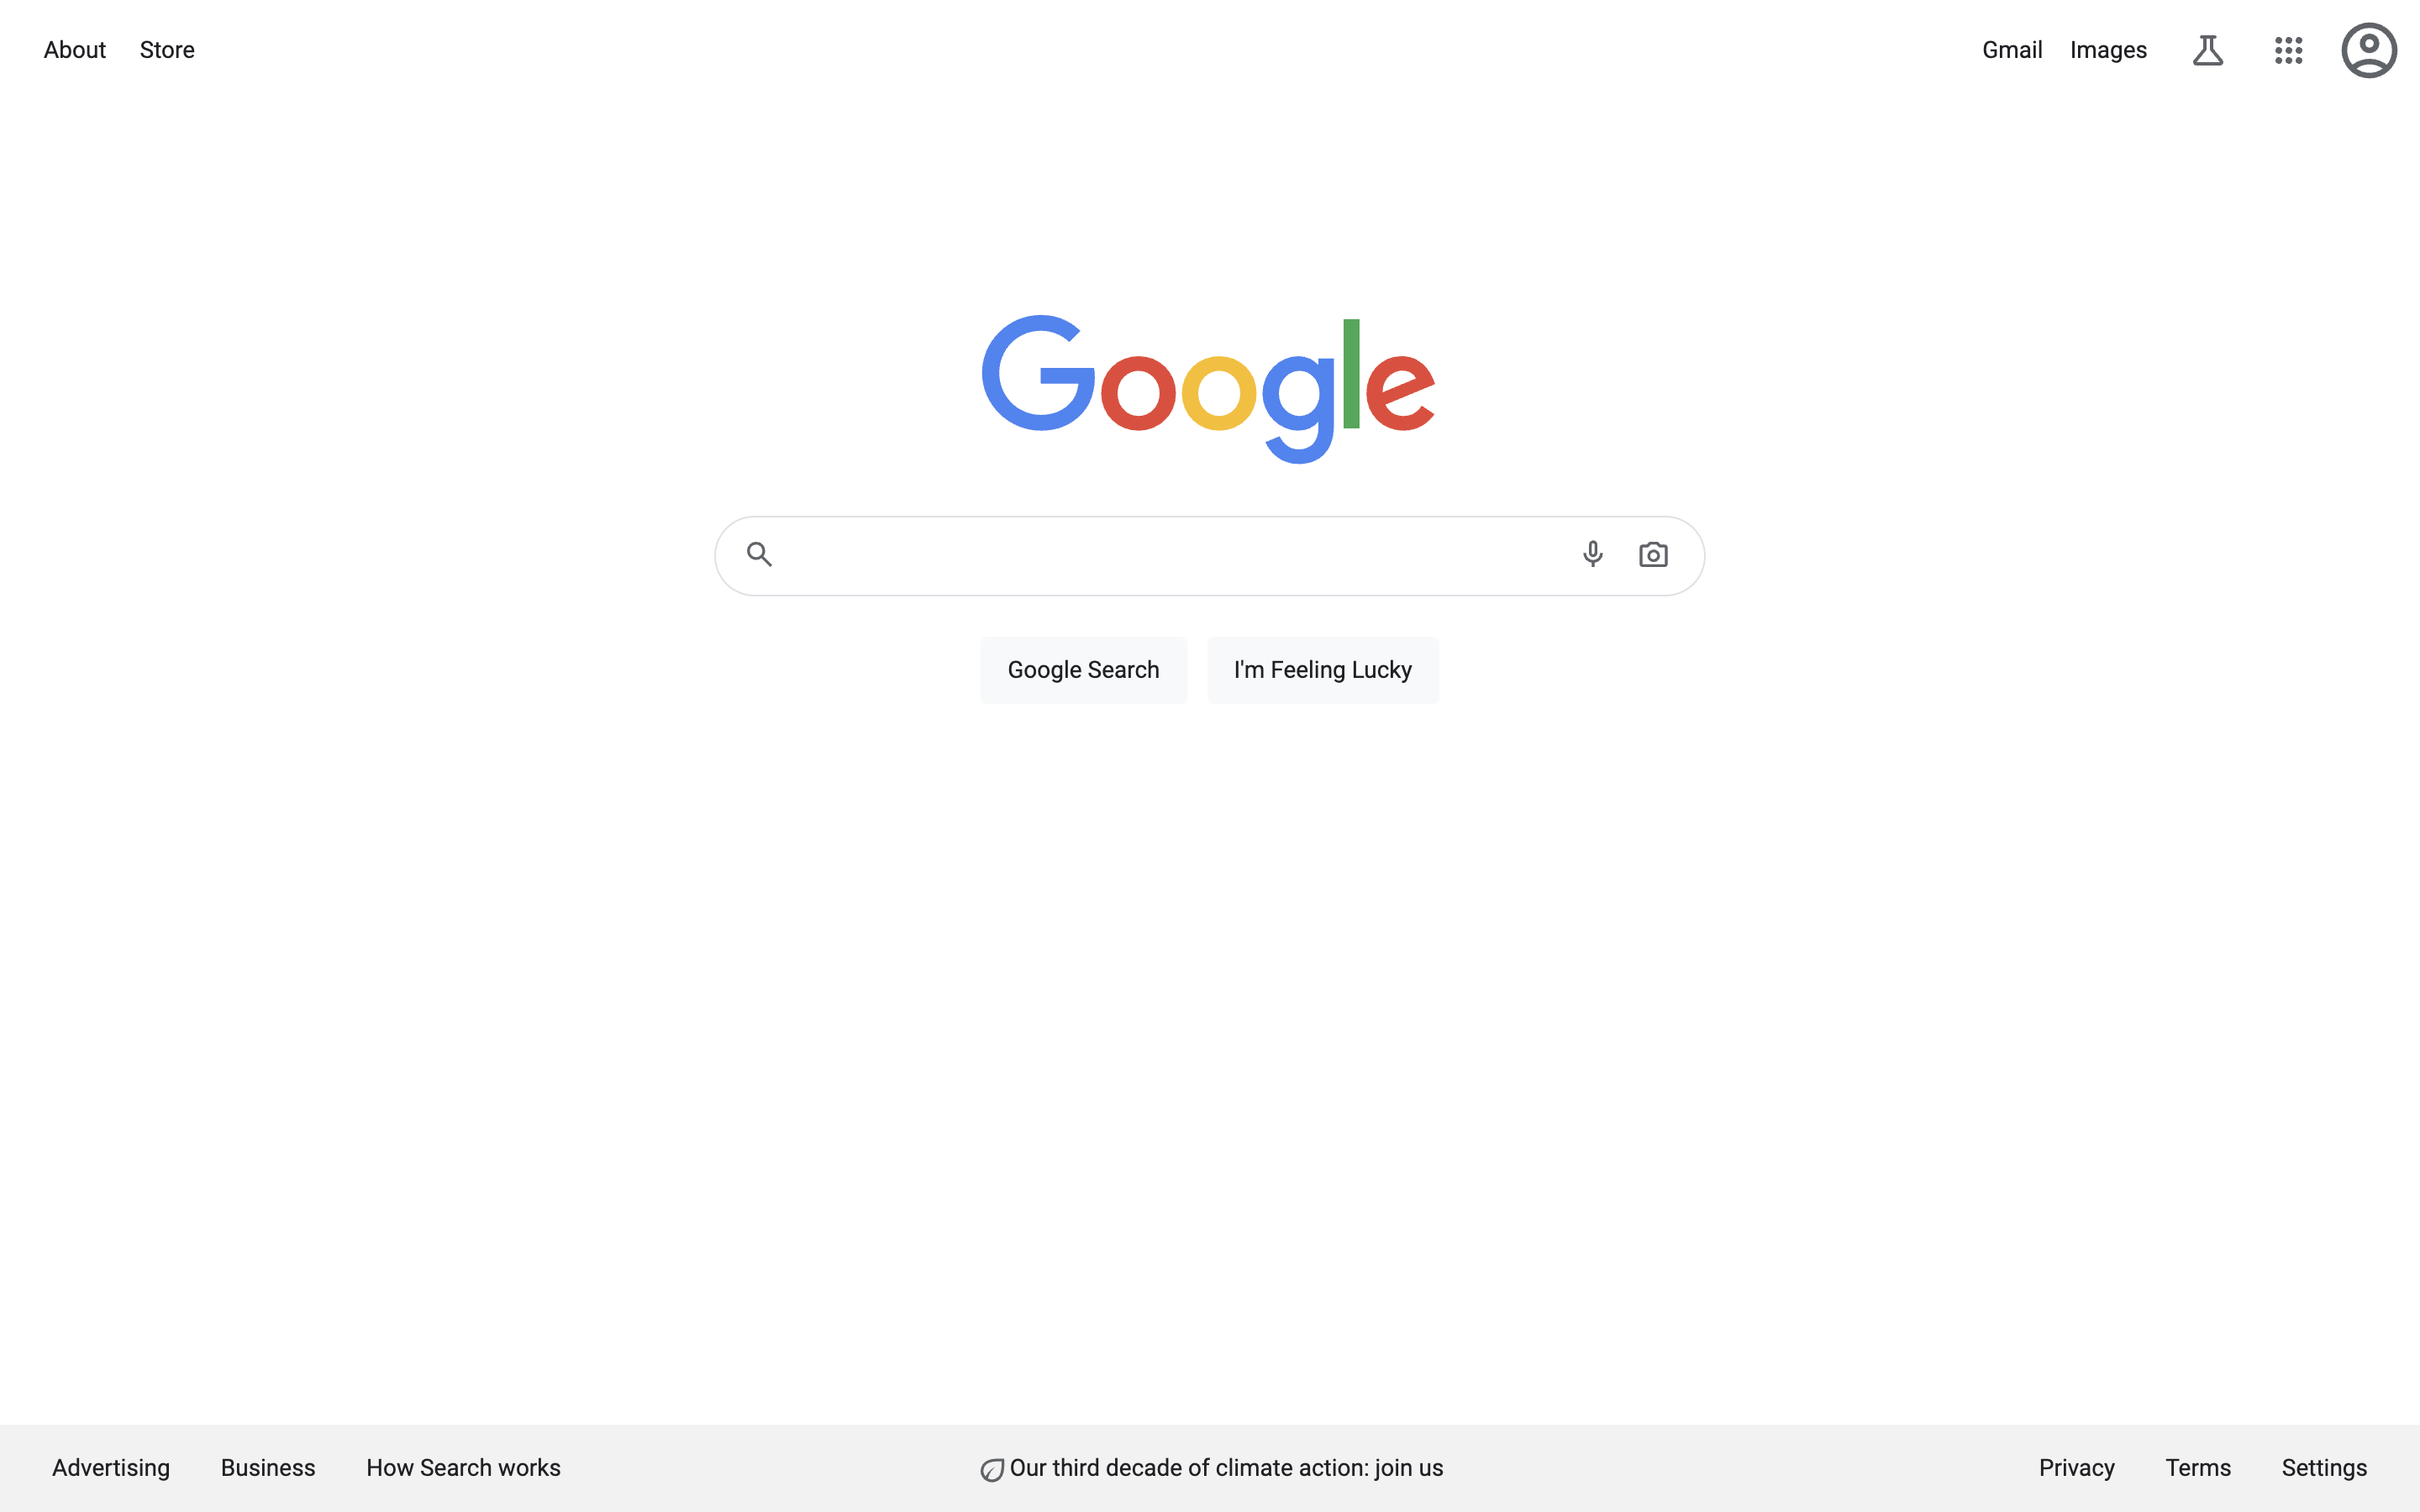 About Store Gmail Images
Google
Google Search I'm Feeling Lucky
Advertising Business How Search works Our third decade of climate action: join us Privacy Terms Settings